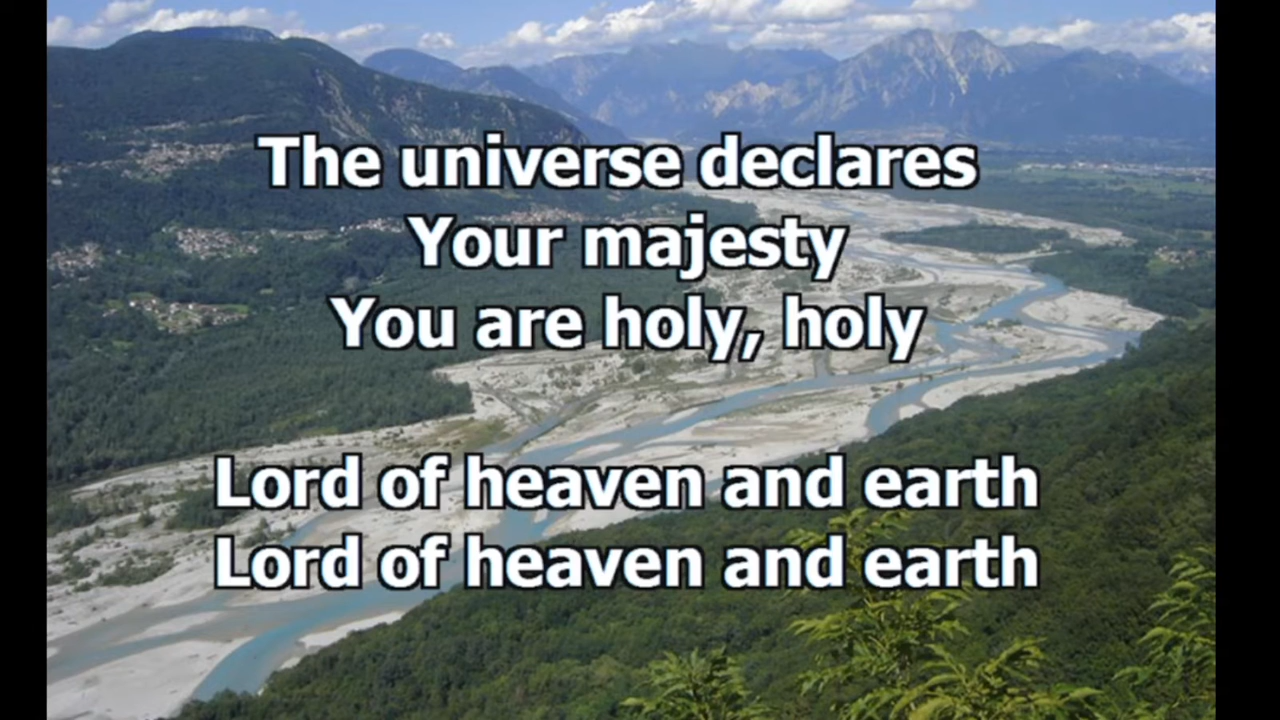 The universe declares
Your majesty
You are holy, holy
Lord of heaven and earth
Lord of heaven and earth